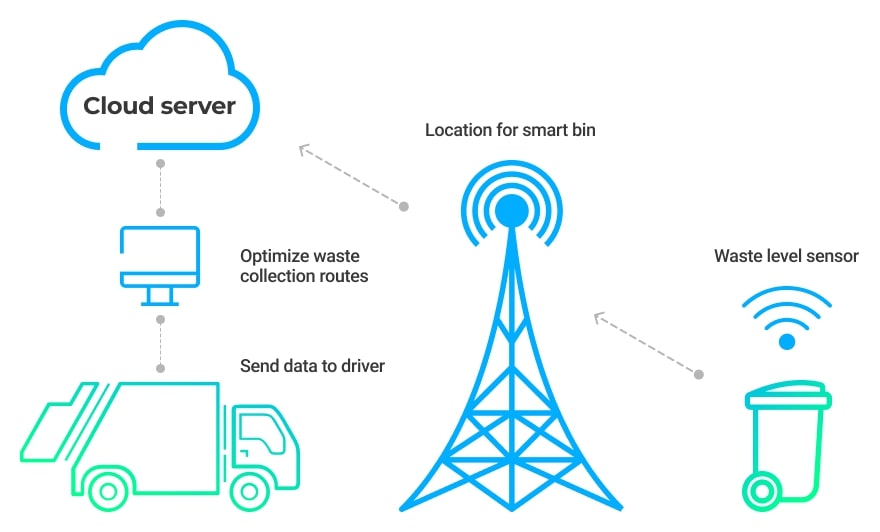 Cloud server
Location for smart bin
Optimize waste
collection routes
Waste level sensor
Send data to driver